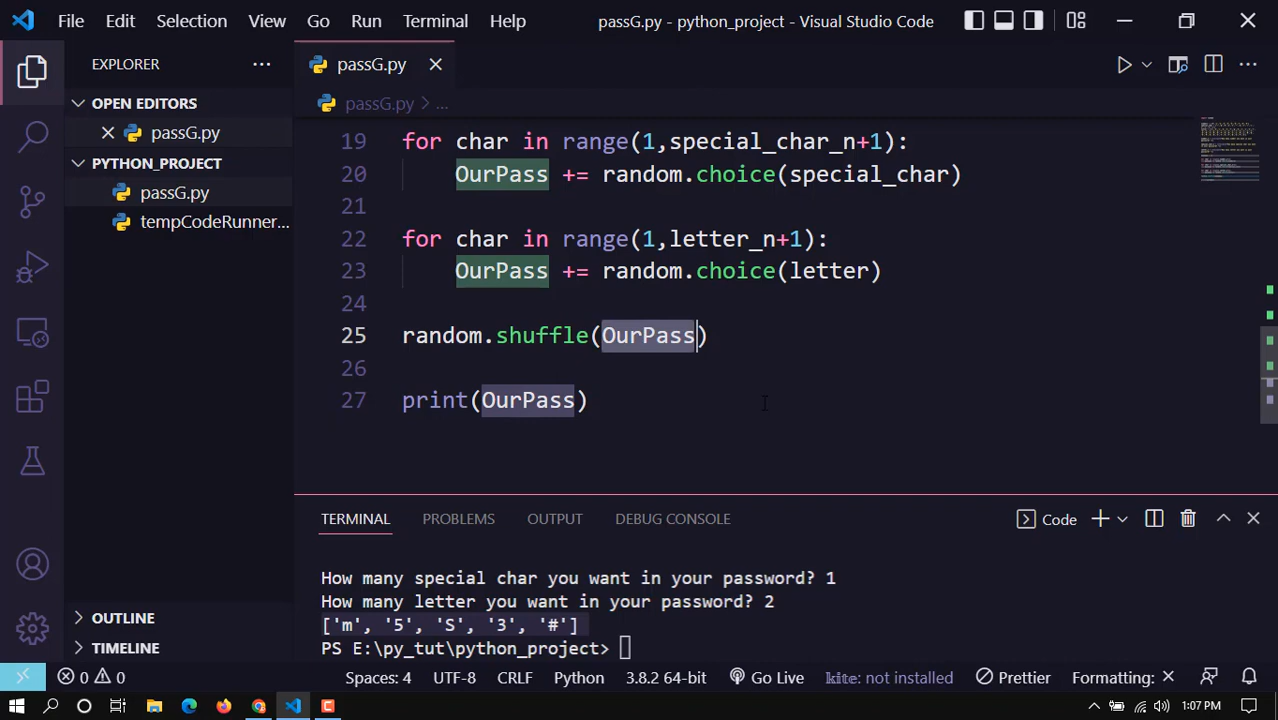 File Edit Selection View Go Run Terminal Help passG.py - python_project - Visual Studio Code
EXPLORER
passG.py
OPEN EDITORS
passG.py
passG.py > ...
PYTHON_PROJECT
passG.py
tempCodeRunner...
19 for char in range(1,special_char_n+1):
20 OurPass += random.choice(special_char)
21
22 for char in range(1,letter_n+1):
23 OurPass += random.choice(letter)
24
25 random.shuffle(OurPass)
26
27 print(OurPass)
TERMINAL PROBLEMS OUTPUT DEBUG CONSOLE
Code
How many special char you want in your password? 1
How many letter you want in your password? 2
['m', '5', 'S', '3', '#']
PS E:\py_tut\python_project>
OUTLINE
TIMELINE
0 0 Spaces: 4 UTF-8 CRLF Python 3.8.2 64-bit Go Live kite: not installed Prettier Formatting: ×
1:07 PM